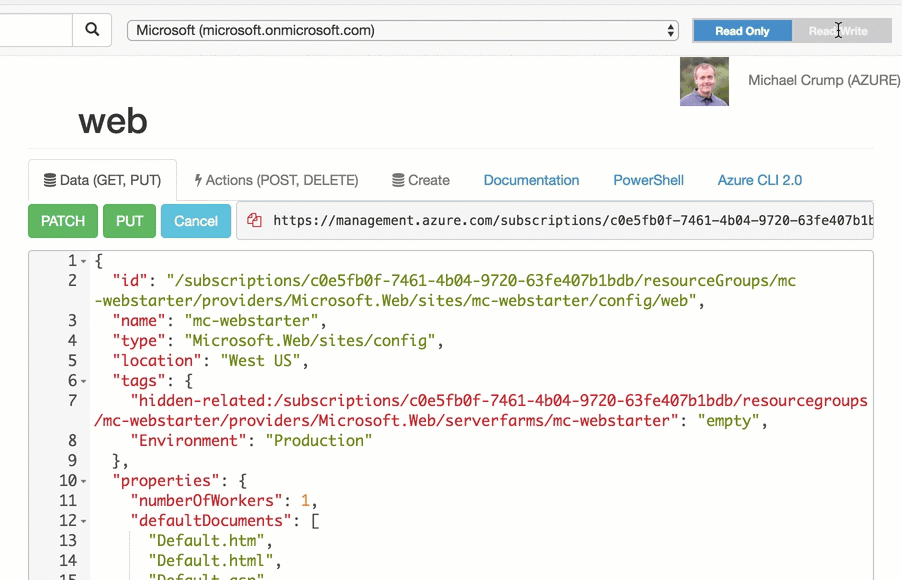 Microsoft (microsoft.onmicrosoft.com)
Read Only
Read Write
Michael Crump (AZURE)
web
Data (GET, PUT)
Actions (POST, DELETE)
Create
Documentation
PowerShell
Azure CLI 2.0
PATCH
PUT
Cancel
https://management.azure.com/subscriptions/c0e5fb0f-7461-4b04-9720-63fe407b1b
1 {
2 "id": "/subscriptions/c0e5fb0f-7461-4b04-9720-63fe407b1bdb/resourceGroups/mc
-webstarter/providers/Microsoft.Web/sites/mc-webstarter/config/web",
3 "name": "mc-webstarter",
4 "type": "Microsoft.Web/sites/config",
5 "location": "West US",
6 "tags": {
7 "hidden-related:/subscriptions/c0e5fb0f-7461-4b04-9720-63fe407b1bdb/resourcegroups
/mc-webstarter/providers/Microsoft.Web/serverfarms/mc-webstarter": "empty",
8 "Environment": "Production"
9 },
10 "properties": {
11 "numberOfWorkers": 1,
12 "defaultDocuments": [
13 "Default.htm",
14 "Default.html",
15 "Default.asp"